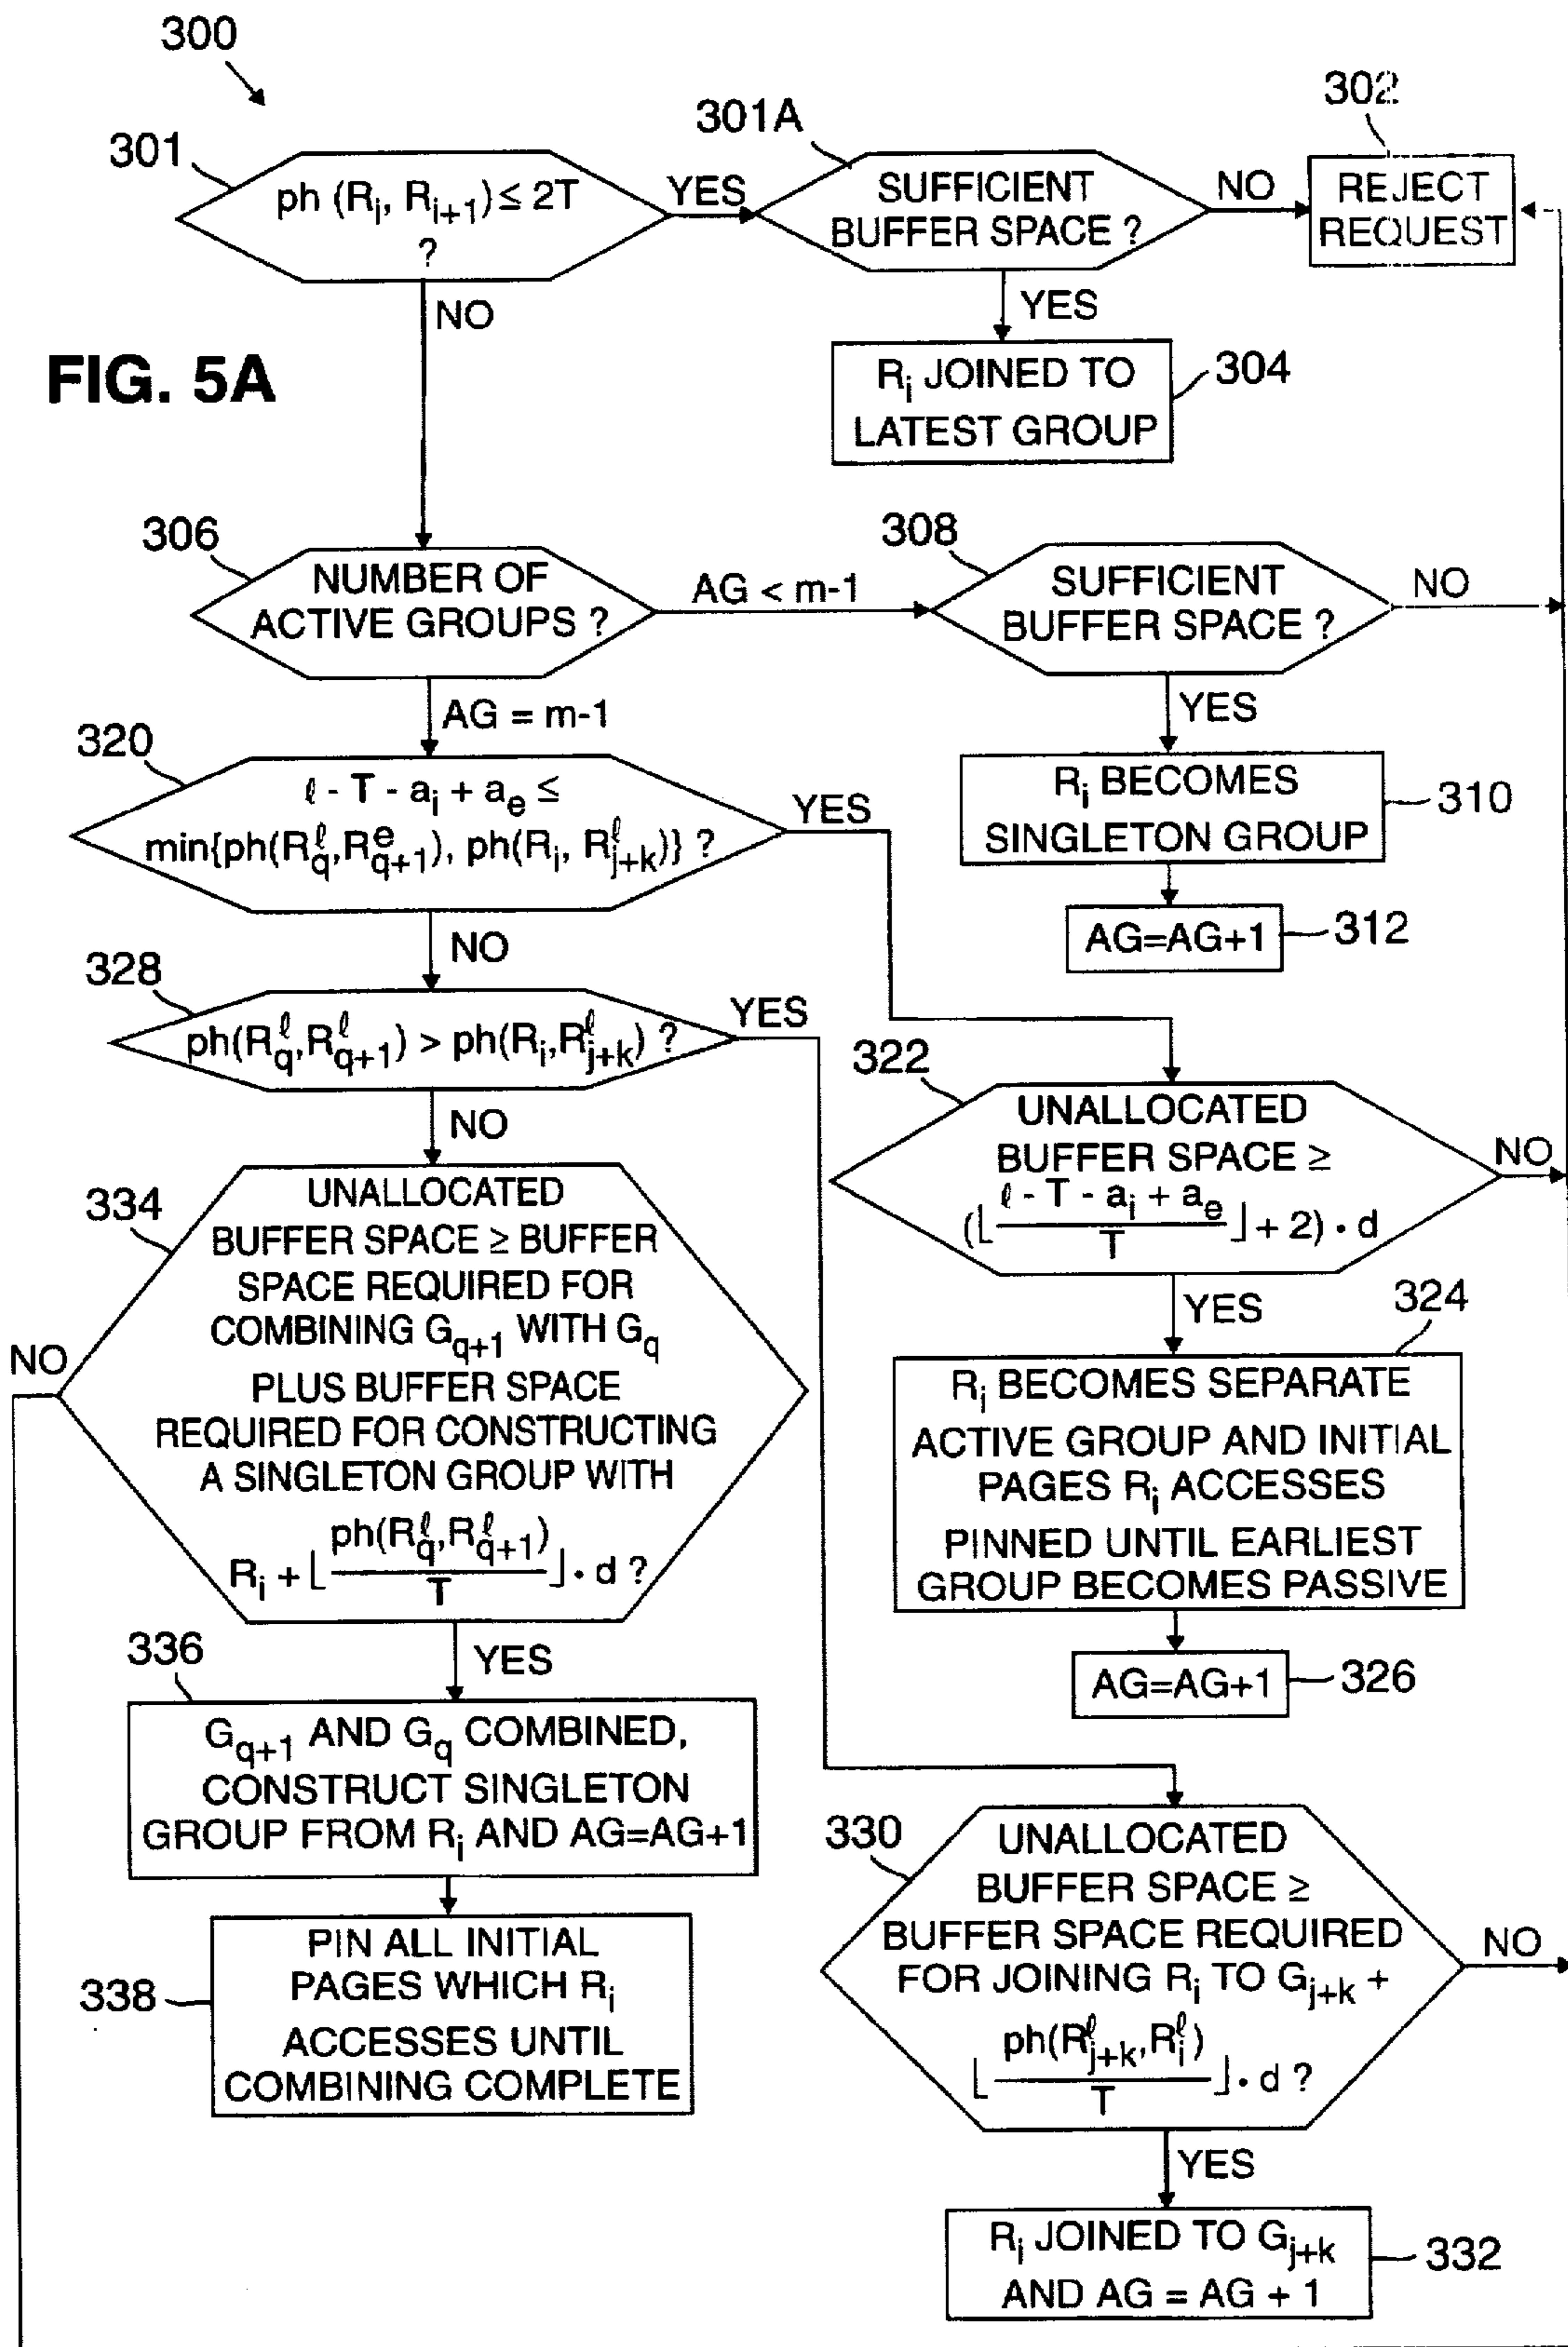 300
301
ph (Ri, Ri+1) ≤ 2T
?
YES
NO
301A
SUFFICIENT
BUFFER SPACE ?
NO
YES
302
REJECT
REQUEST
FIG. 5A
Ri JOINED TO
LATEST GROUP
304
306
NUMBER OF
ACTIVE GROUPS ?
AG < m-1
AG = m-1
308
SUFFICIENT
BUFFER SPACE ?
NO
YES
Ri BECOMES
SINGLETON GROUP
310
AG=AG+1
312
320
ℓ - T - ai + ae ≤
min{ph(Rqℓ,Rq+1e), ph(Ri, Rj+kℓ)} ?
YES
NO
328
ph(Rqℓ,Rq+1ℓ) > ph(Ri,Rj+kℓ) ?
YES
NO
322
UNALLOCATED
BUFFER SPACE ≥
(⌊(ℓ - T - ai + ae)/T⌋ + 2) • d
NO
YES
324
Ri BECOMES SEPARATE
ACTIVE GROUP AND INITIAL
PAGES Ri ACCESSES
PINNED UNTIL EARLIEST
GROUP BECOMES PASSIVE
AG=AG+1
326
334
UNALLOCATED
BUFFER SPACE ≥ BUFFER
SPACE REQUIRED FOR
COMBINING Gq+1 WITH Gq
PLUS BUFFER SPACE
REQUIRED FOR CONSTRUCTING
A SINGLETON GROUP WITH
Ri + ⌊ph(Rqℓ,Rq+1ℓ)/T⌋ • d ?
NO
YES
336
Gq+1 AND Gq COMBINED,
CONSTRUCT SINGLETON
GROUP FROM Ri AND AG=AG+1
338
PIN ALL INITIAL
PAGES WHICH Ri
ACCESSES UNTIL
COMBINING COMPLETE
330
UNALLOCATED
BUFFER SPACE ≥
BUFFER SPACE REQUIRED
FOR JOINING Ri TO Gj+k +
⌊ph(Rj+kℓ,Riℓ)/T⌋ • d ?
NO
YES
Ri JOINED TO Gj+k
AND AG = AG + 1
332